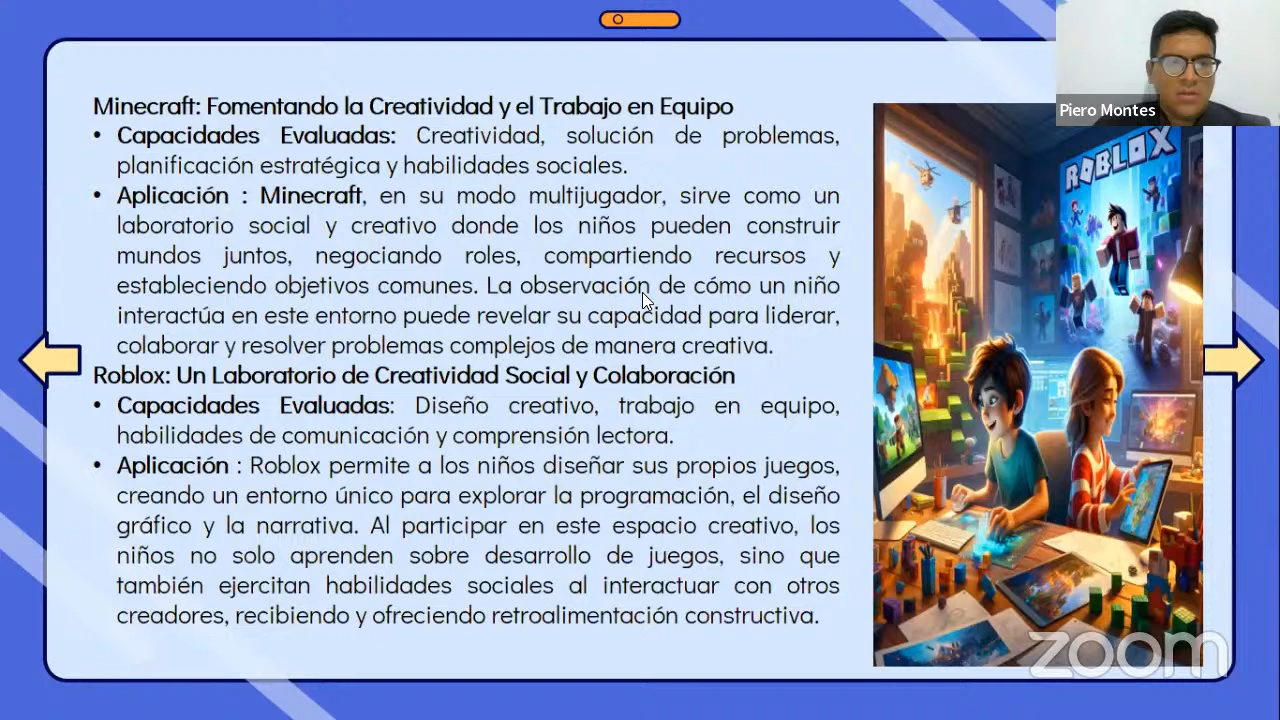 Piero Montes
Minecraft: Fomentando la Creatividad y el Trabajo en Equipo
• Capacidades Evaluadas: Creatividad, solución de problemas,
planificación estratégica y habilidades sociales.
• Aplicación : Minecraft, en su modo multijugador, sirve como un
laboratorio social y creativo donde los niños pueden construir
mundos juntos, negociando roles, compartiendo recursos y
estableciendo objetivos comunes. La observación de cómo un niño
interactúa en este entorno puede revelar su capacidad para liderar,
colaborar y resolver problemas complejos de manera creativa.
Roblox: Un Laboratorio de Creatividad Social y Colaboración
• Capacidades Evaluadas: Diseño creativo, trabajo en equipo,
habilidades de comunicación y comprensión lectora.
• Aplicación : Roblox permite a los niños diseñar sus propios juegos,
creando un entorno único para explorar la programación, el diseño
gráfico y la narrativa. Al participar en este espacio creativo, los
niños no solo aprenden sobre desarrollo de juegos, sino que
también ejercitan habilidades sociales al interactuar con otros
creadores, recibiendo y ofreciendo retroalimentación constructiva.
ROBLOX
zoom